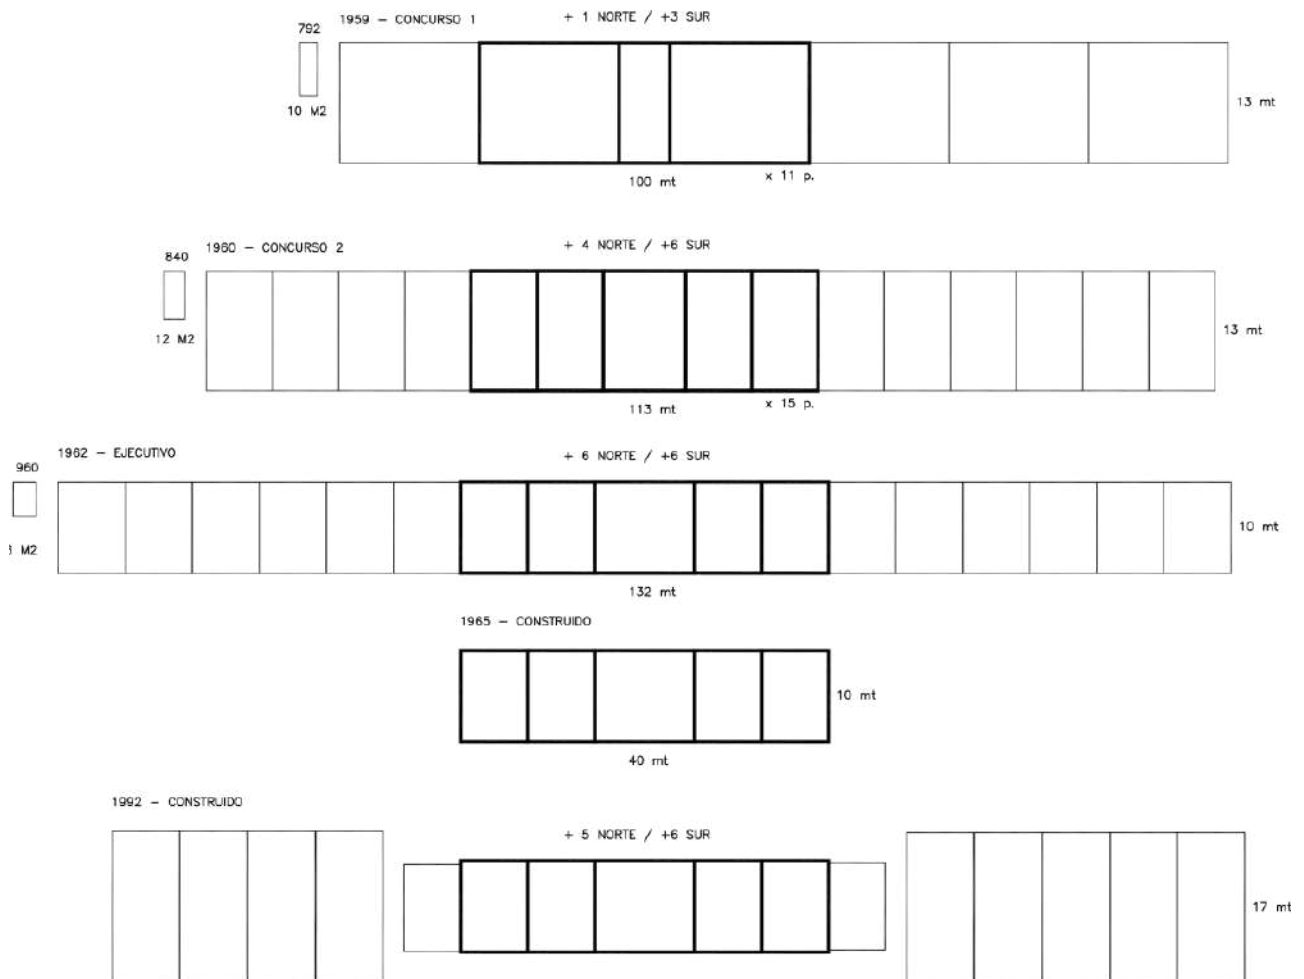 1959 – CONCURSO 1
+ 1 NORTE / +3 SUR
792
10 M2
13 mt
100 mt
x 11 p.
1960 – CONCURSO 2
+ 4 NORTE / +6 SUR
840
12 M2
13 mt
113 mt
x 15 p.
1962 – EJECUTIVO
+ 6 NORTE / +6 SUR
960
M2
10 mt
132 mt
1965 – CONSTRUIDO
10 mt
40 mt
1992 – CONSTRUIDO
+ 5 NORTE / +6 SUR
17 mt